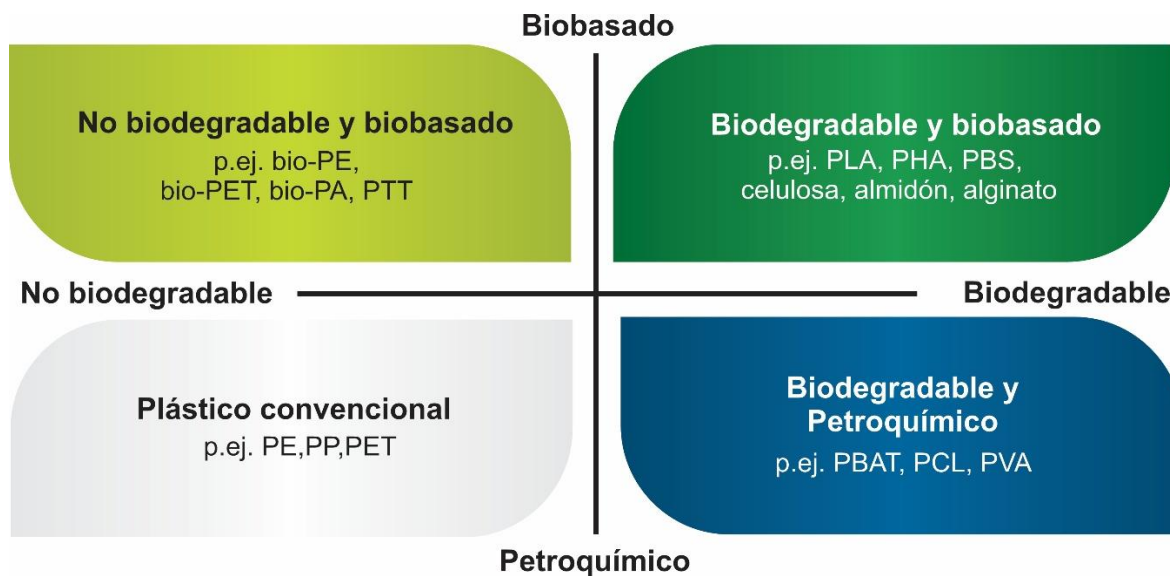 Biobasado
No biodegradable y biobasado
p.ej. bio-PE,
bio-PET, bio-PA, PTT
Biodegradable y biobasado
p.ej. PLA, PHA, PBS,
celulosa, almidón, alginato
No biodegradable
Biodegradable
Plástico convencional
p.ej. PE,PP,PET
Biodegradable y
Petroquímico
p.ej. PBAT, PCL, PVA
Petroquímico